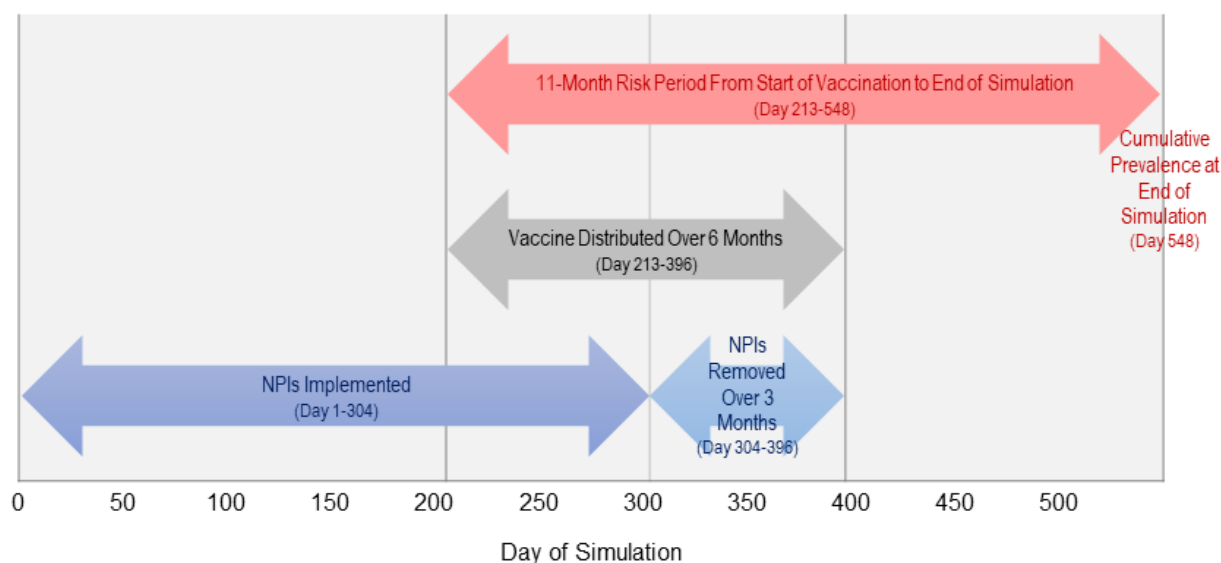 11-Month Risk Period From Start of Vaccination to End of Simulation
(Day 213-548)
Cumulative
Prevalence at
End of
Simulation
(Day 548)
Vaccine Distributed Over 6 Months
(Day 213-396)
NPIs Implemented
(Day 1-304)
NPIs
Removed
Over 3
Months
(Day 304-396)
0 50 100 150 200 250 300 350 400 450 500
Day of Simulation